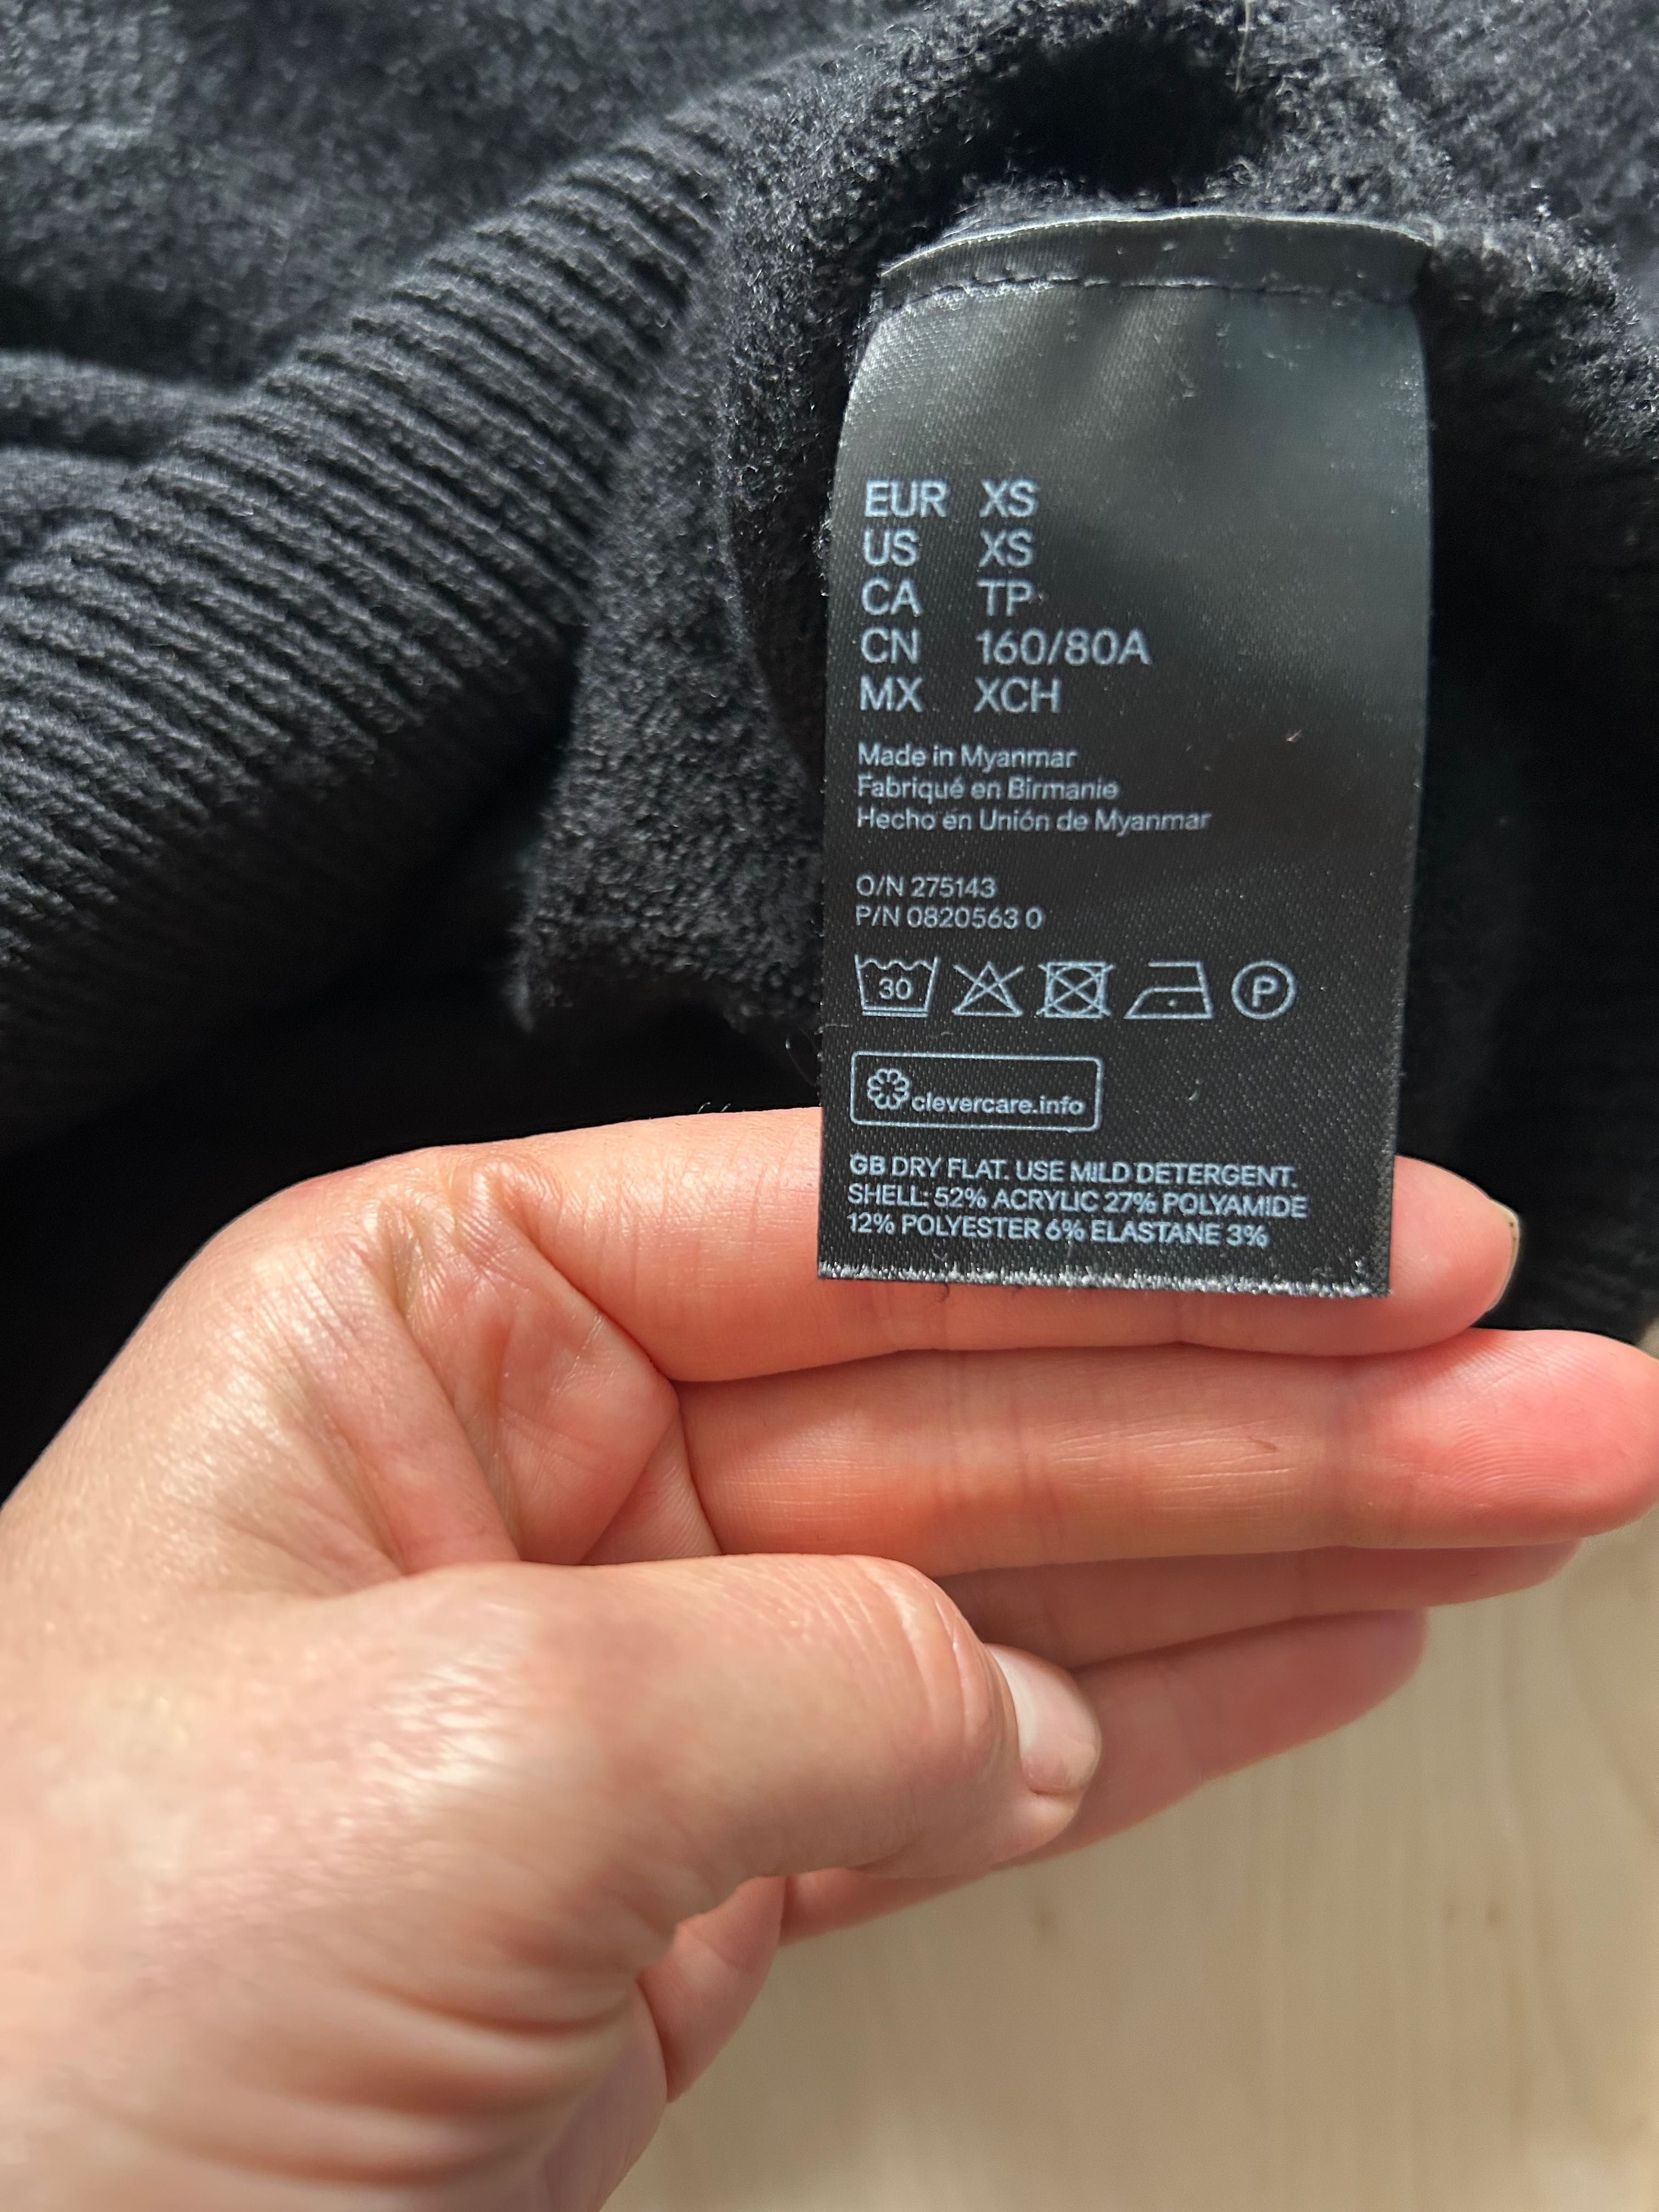 EUR XS
US XS
CA TP
CN 160/80A
MX XCH
Made in Myanmar
Fabriqué en Birmanie
Hecho en Unión de Myanmar
O/N 275143
P/N 0820563 0
30 P
clevercare.info
GB DRY FLAT. USE MILD DETERGENT.
SHELL: 52% ACRYLIC 27% POLYAMIDE
12% POLYESTER 6% ELASTANE 3%